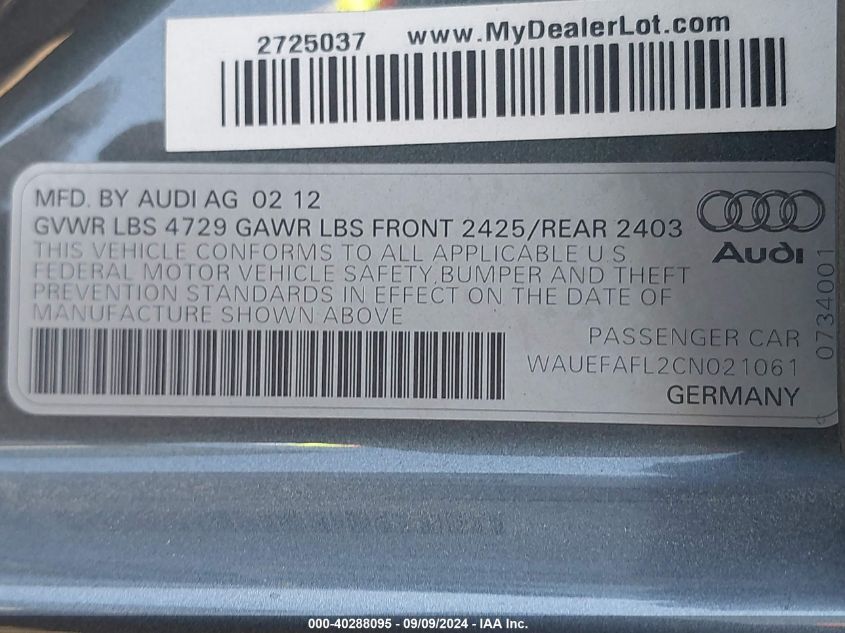 2725037 www.MyDealerLot.com
MFD. BY AUDI AG 02 12
GVWR LBS 4729 GAWR LBS FRONT 2425/REAR 2403
THIS VEHICLE CONFORMS TO ALL APPLICABLE U.S.
FEDERAL MOTOR VEHICLE SAFETY,BUMPER AND THEFT
PREVENTION STANDARDS IN EFFECT ON THE DATE OF
MANUFACTURE SHOWN ABOVE
Audi
PASSENGER CAR
WAUEFAFL2CN021061
GERMANY
0734001
000-40288095 - 09/09/2024 - IAA Inc.